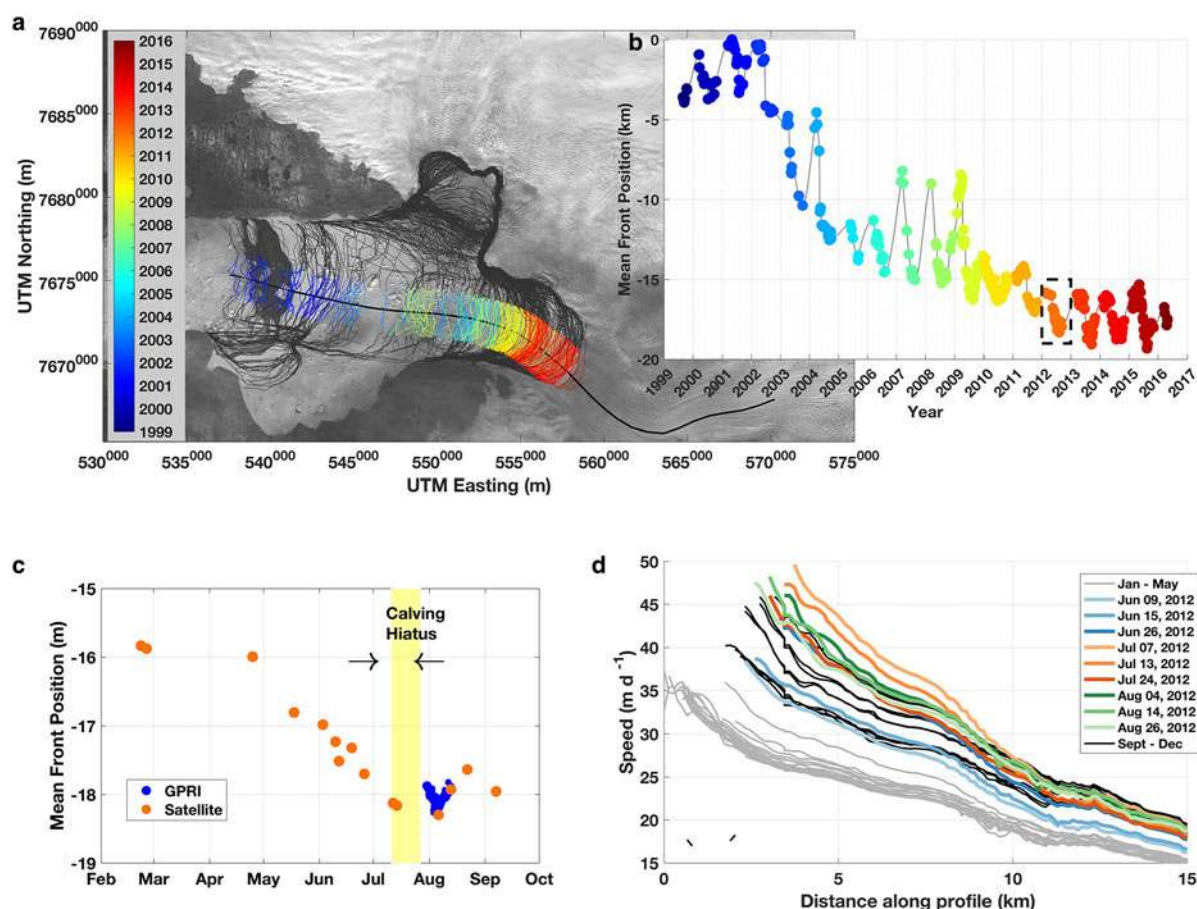 a
7690000
7685000
7680000
7675000
7670000
UTM Northing (m)
2016
2015
2014
2013
2012
2011
2010
2009
2008
2007
2006
2005
2004
2003
2002
2001
2000
1999
530000
535000
540000
545000
550000
555000
560000
565000
570000
575000
UTM Easting (m)
b
0
-5
-10
-15
-20
Mean Front Position (km)
1999
2000
2001
2002
2003
2004
2005
2006
2007
2008
2009
2010
2011
2012
2013
2014
2015
2016
2017
Year
c
-15
-16
-17
-18
-19
Mean Front Position (m)
Calving
Hiatus
GPRI
Satellite
Feb Mar Apr May Jun Jul Aug Sep Oct
d
50
45
40
35
30
25
20
15
Speed (m d-1)
Jan - May
Jun 09, 2012
Jun 15, 2012
Jun 26, 2012
Jul 07, 2012
Jul 13, 2012
Jul 24, 2012
Aug 04, 2012
Aug 14, 2012
Aug 26, 2012
Sept - Dec
0 5 10 15
Distance along profile (km)